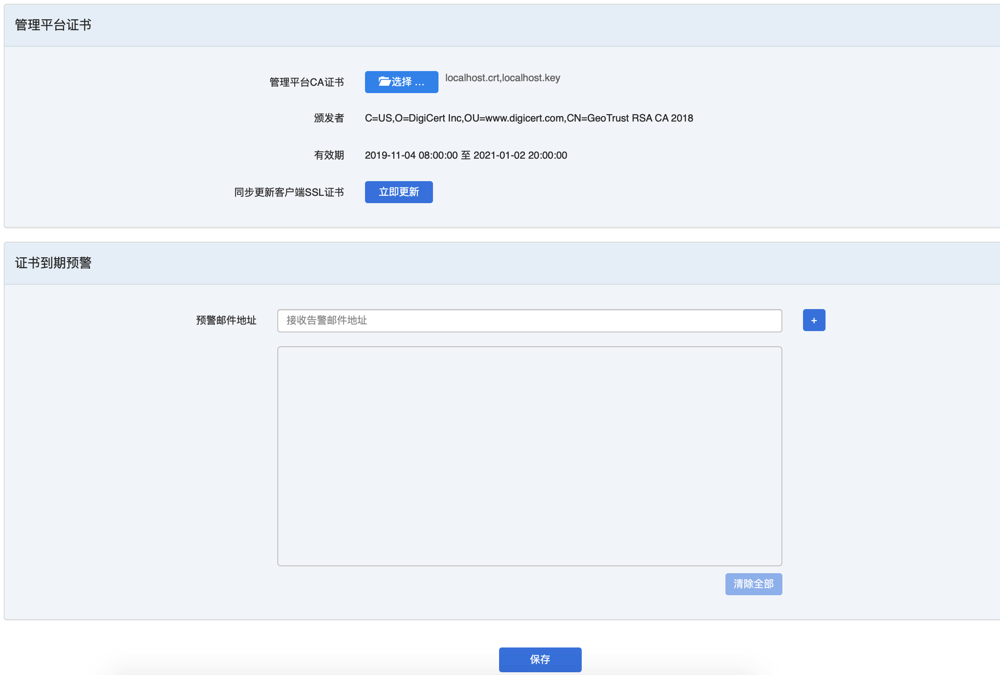 管理平台证书
管理平台CA证书 选择 ... localhost.crt,localhost.key
颁发者 C=US,O=DigiCert Inc,OU=www.digicert.com,CN=GeoTrust RSA CA 2018
有效期 2019-11-04 08:00:00 至 2021-01-02 20:00:00
同步更新客户端SSL证书 立即更新
证书到期预警
预警邮件地址 接收告警邮件地址 +
清除全部
保存